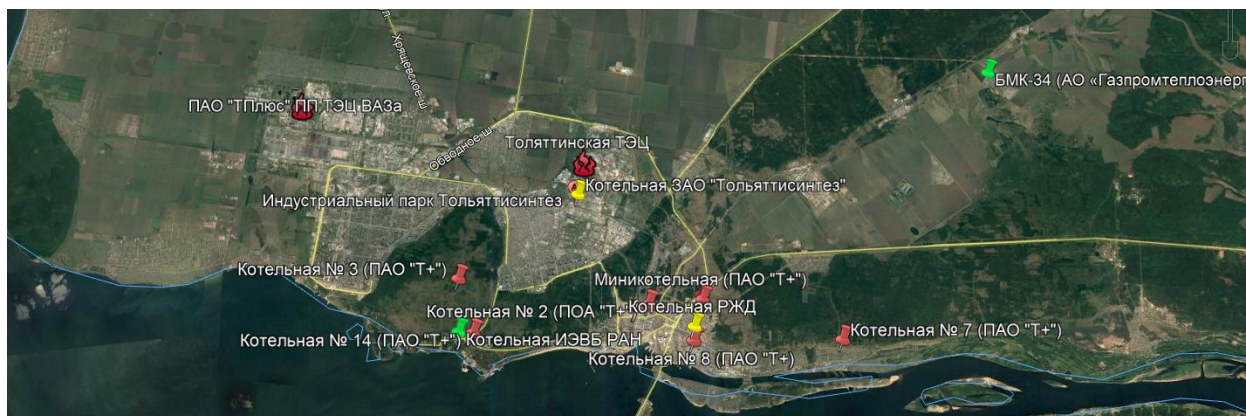 Хрящевское ш.
БМК-34 (АО «Газпромтеплоэнерг
ПАО "ТПлюс" ПП ТЭЦ ВАЗа
Обводное ш.
Толяттинская ТЭЦ
Котельная ЗАО "Тольяттисинтез"
Индустриальный парк Тольяттисинтез
Котельная № 3 (ПАО "Т+")
Миникотельная (ПАО "Т+")
Котельная № 2 (ПОА "Т+")
Котельная РЖД
Котельная № 14 (ПАО "Т+")
Котельная ИЭВБ РАН
Котельная № 7 (ПАО "Т+")
Котельная № 8 (ПАО "Т+)